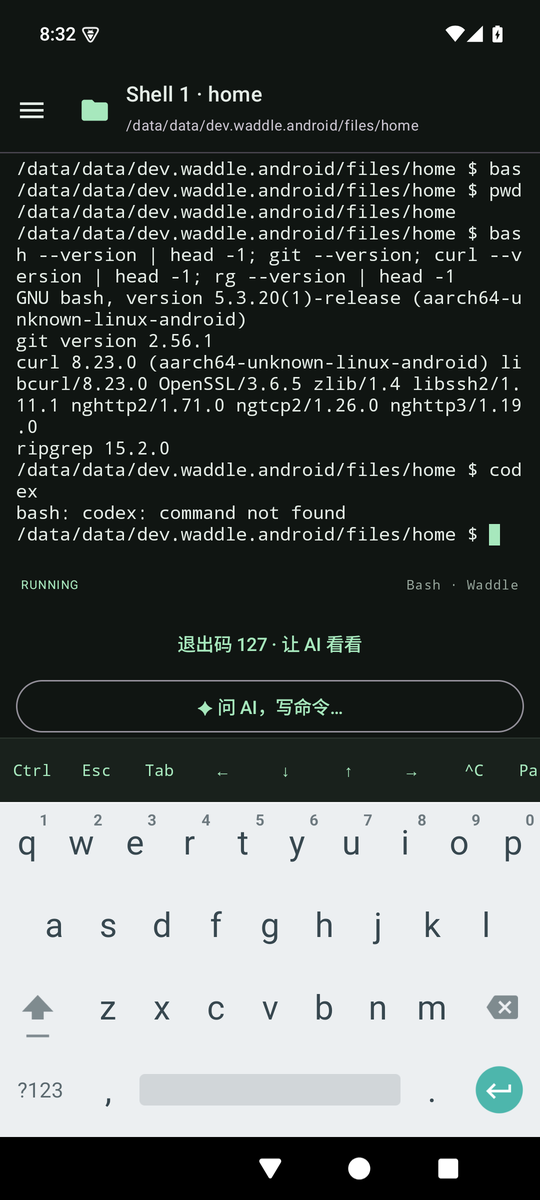 8:32
Shell 1 · home
/data/data/dev.waddle.android/files/home
/data/data/dev.waddle.android/files/home $ bas
/data/data/dev.waddle.android/files/home $ pwd
/data/data/dev.waddle.android/files/home
/data/data/dev.waddle.android/files/home $ bas
h --version | head -1; git --version; curl --v
ersion | head -1; rg --version | head -1
GNU bash, version 5.3.20(1)-release (aarch64-u
nknown-linux-android)
git version 2.56.1
curl 8.23.0 (aarch64-unknown-linux-android) li
bcurl/8.23.0 OpenSSL/3.6.5 zlib/1.4 libssh2/1.
11.1 nghttp2/1.71.0 ngtcp2/1.26.0 nghttp3/1.19
.0
ripgrep 15.2.0
/data/data/dev.waddle.android/files/home $ cod
ex
bash: codex: command not found
/data/data/dev.waddle.android/files/home $
RUNNING Bash · Waddle
退出码 127 · 让 AI 看看
问 AI，写命令…
Ctrl Esc Tab ← ↓ ↑ → ^C Pa
1 2 3 4 5 6 7 8 9 0
q w e r t y u i o p
a s d f g h j k l
z x c v b n m
?123 , .